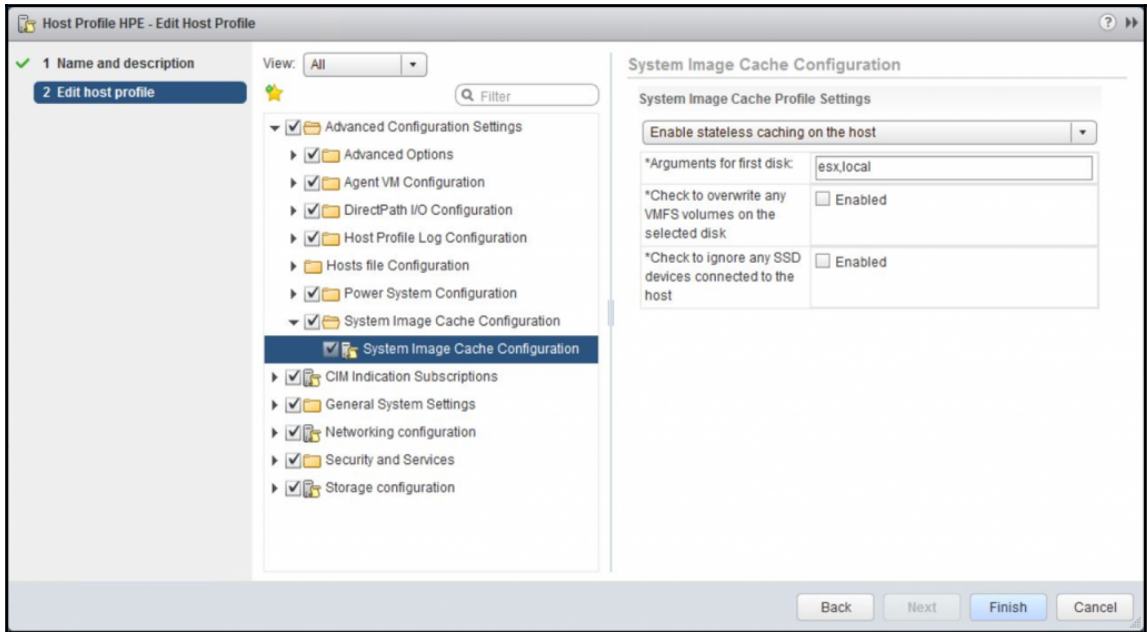 Host Profile HPE - Edit Host Profile
?
1 Name and description
2 Edit host profile
View: All
Filter
Advanced Configuration Settings
Advanced Options
Agent VM Configuration
DirectPath I/O Configuration
Host Profile Log Configuration
Hosts file Configuration
Power System Configuration
System Image Cache Configuration
System Image Cache Configuration
CIM Indication Subscriptions
General System Settings
Networking configuration
Security and Services
Storage configuration
System Image Cache Configuration
System Image Cache Profile Settings
Enable stateless caching on the host
*Arguments for first disk: esx,local
*Check to overwrite any
VMFS volumes on the
selected disk
Enabled
*Check to ignore any SSD
devices connected to the
host
Enabled
Back Next Finish Cancel